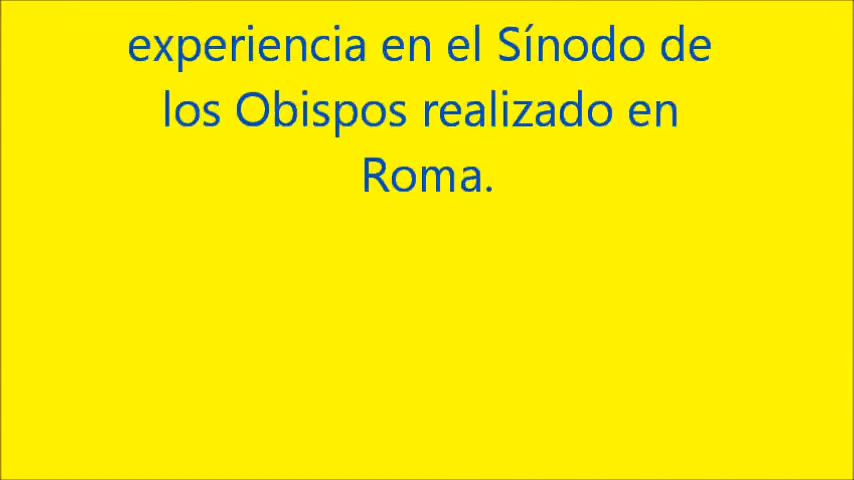 experiencia en el Sínodo de
los Obispos realizado en
Roma.